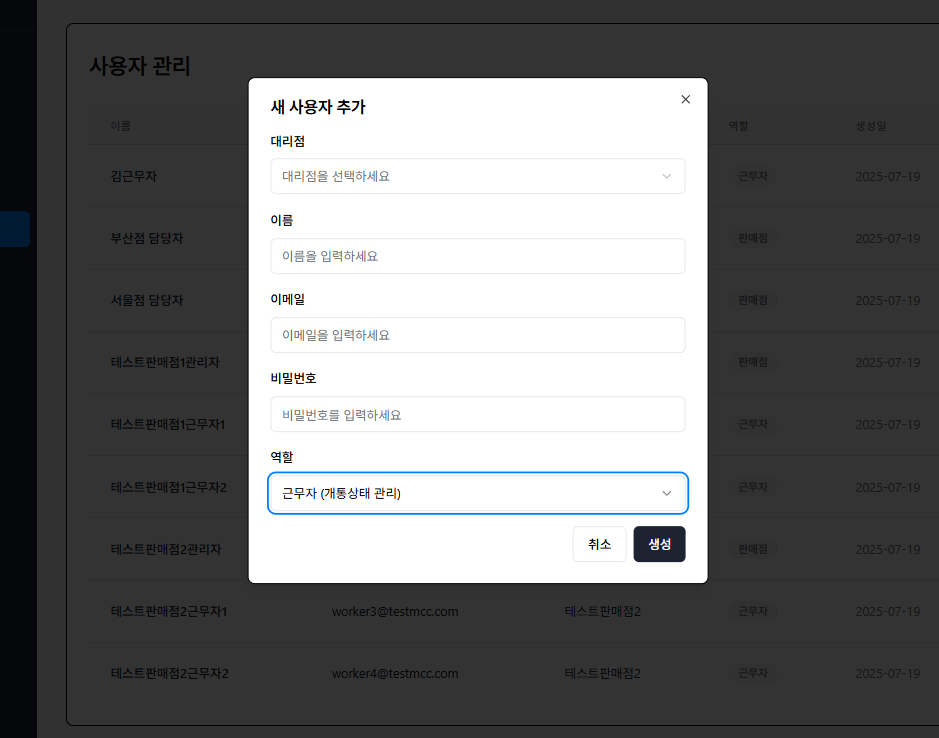 사용자 관리
새 사용자 추가
대리점
대리점을 선택하세요
이름
이름을 입력하세요
이메일
이메일을 입력하세요
비밀번호
비밀번호를 입력하세요
역할
근무자 (개통상태 관리)
취소 생성
이름 역할 생성일
김근무자 근무자 2025-07-19
부산점 담당자 판매점 2025-07-19
서울점 담당자 판매점 2025-07-19
테스트판매점1관리자 판매점 2025-07-19
테스트판매점1근무자1 근무자 2025-07-19
테스트판매점1근무자2 근무자 2025-07-19
테스트판매점2관리자 판매점 2025-07-19
테스트판매점2근무자1 worker3@testmcc.com 테스트판매점2 근무자 2025-07-19
테스트판매점2근무자2 worker4@testmcc.com 테스트판매점2 근무자 2025-07-19